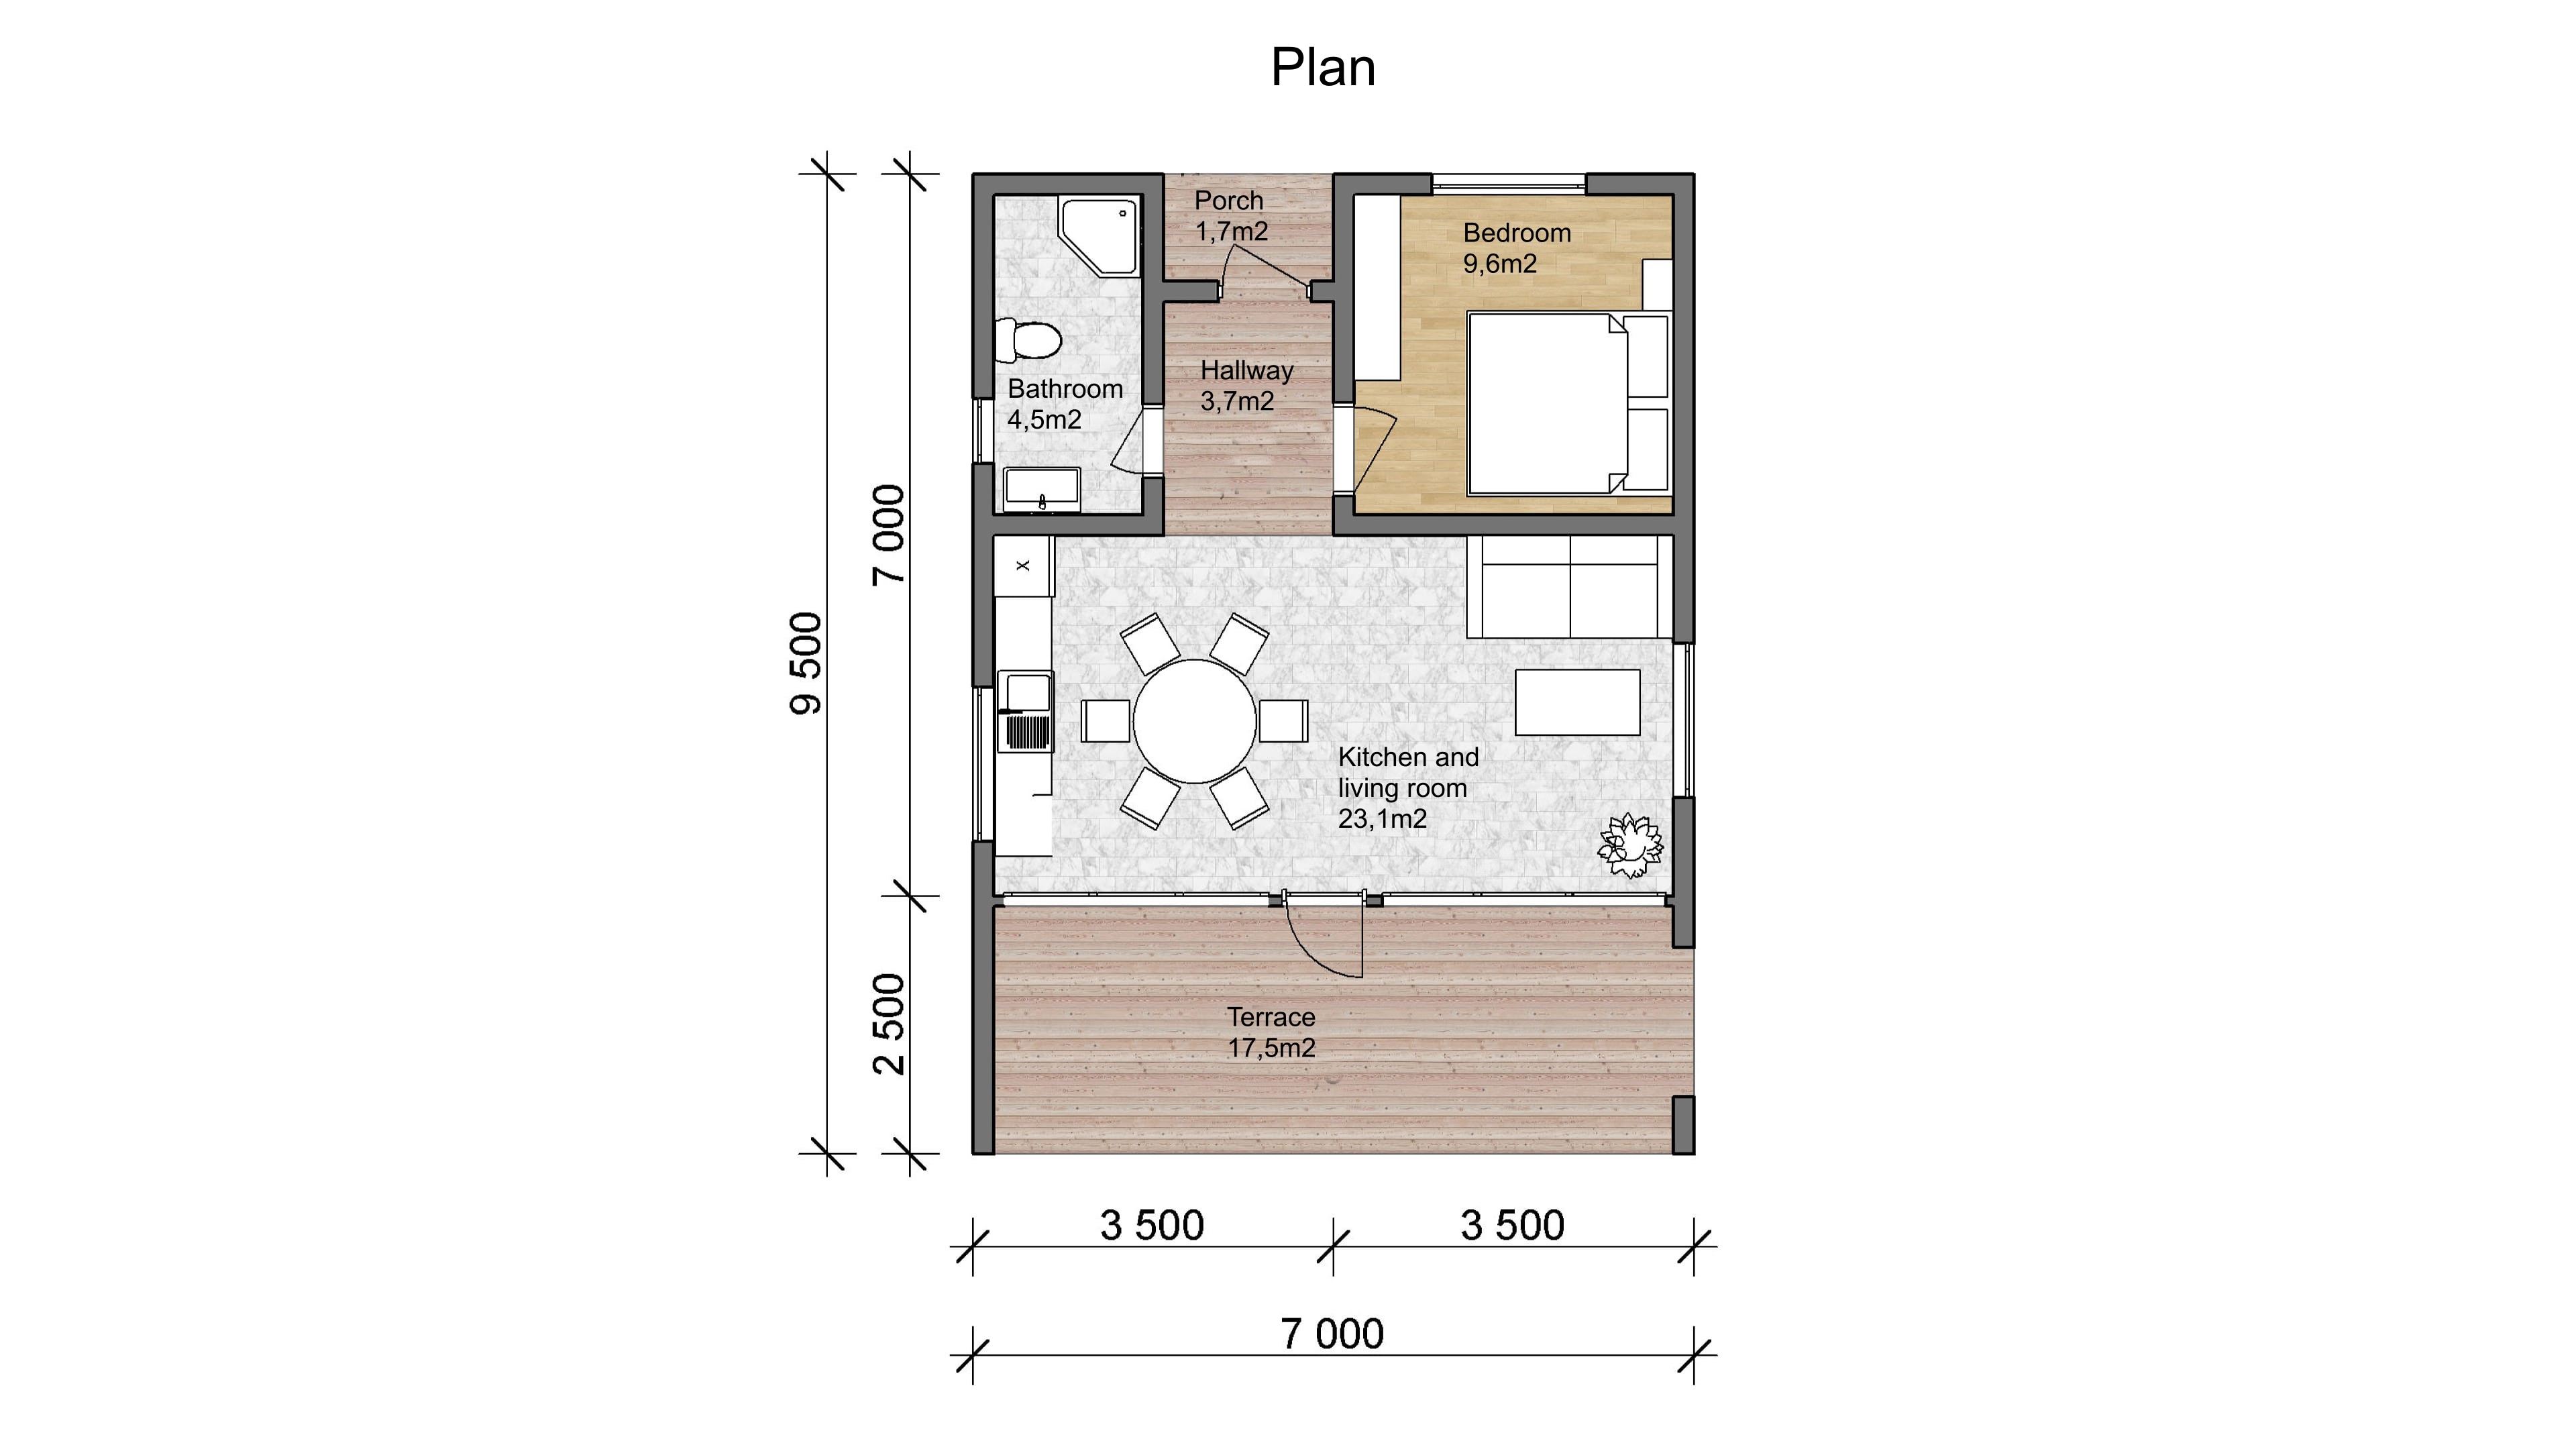 Plan
Porch
1,7m2
Bedroom
9,6m2
Hallway
3,7m2
Bathroom
4,5m2
7 000
9 500
x
Kitchen and
living room
23,1m2
2 500
Terrace
17,5m2
3 500
3 500
7 000